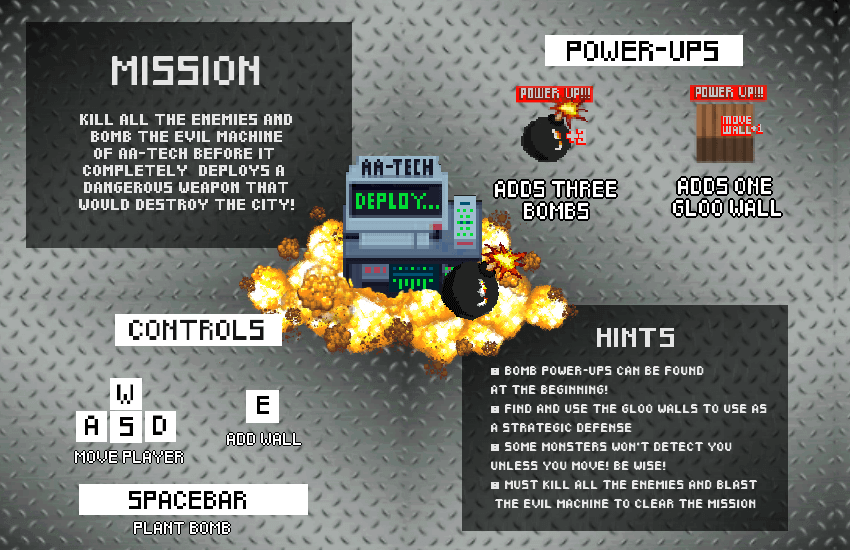 MISSION
KILL ALL THE ENEMIES AND
BOMB THE EVIL MACHINE
OF AA-TECH BEFORE IT
COMPLETELY DEPLOYS A
DANGEROUS WEAPON THAT
WOULD DESTROY THE CITY!
POWER-UPS
POWER UP!!!
ADDS THREE
BOMBS
POWER UP!!!
MOVE
WALL+1
ADDS ONE
GLOO WALL
AA-TECH
DEPLOY...
CONTROLS
W
A S D
MOVE PLAYER
E
ADD WALL
SPACEBAR
PLANT BOMB
HINTS
BOMB POWER-UPS CAN BE FOUND
AT THE BEGINNING!
FIND AND USE THE GLOO WALLS TO USE AS
A STRATEGIC DEFENSE
SOME MONSTERS WON'T DETECT YOU
UNLESS YOU MOVE! BE WISE!
MUST KILL ALL THE ENEMIES AND BLAST
THE EVIL MACHINE TO CLEAR THE MISSION